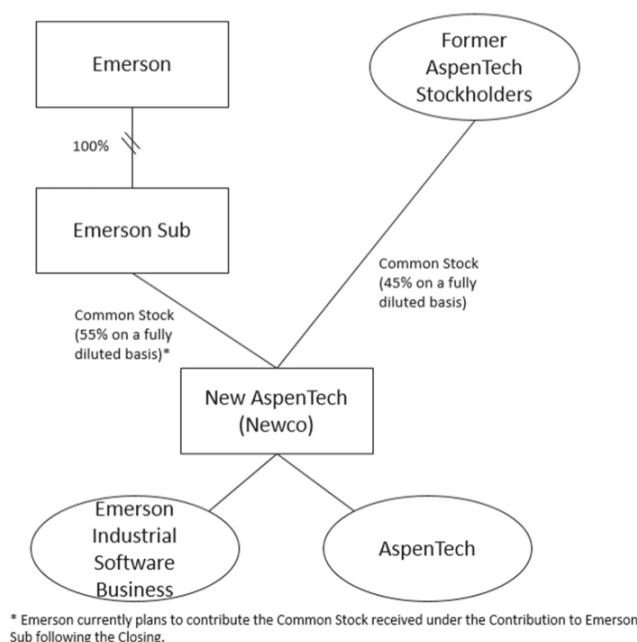 Emerson
Former
AspenTech
Stockholders
100%
Emerson Sub
Common Stock
(45% on a fully
diluted basis)
Common Stock
(55% on a fully
diluted basis)*
New AspenTech
(Newco)
Emerson
Industrial
Software
Business
AspenTech
* Emerson currently plans to contribute the Common Stock received under the Contribution to Emerson
Sub following the Closing.